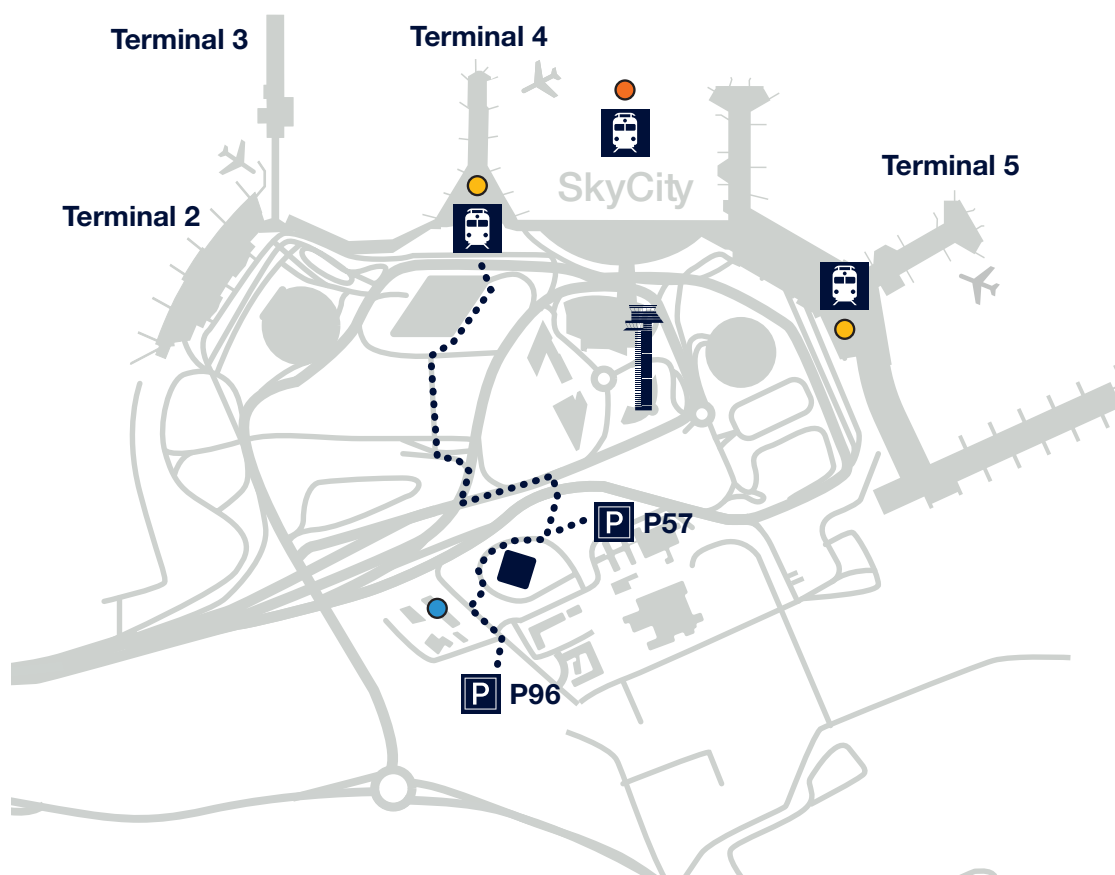 Terminal 3
Terminal 4
Terminal 5
SkyCity
Terminal 2
P P57
P P96